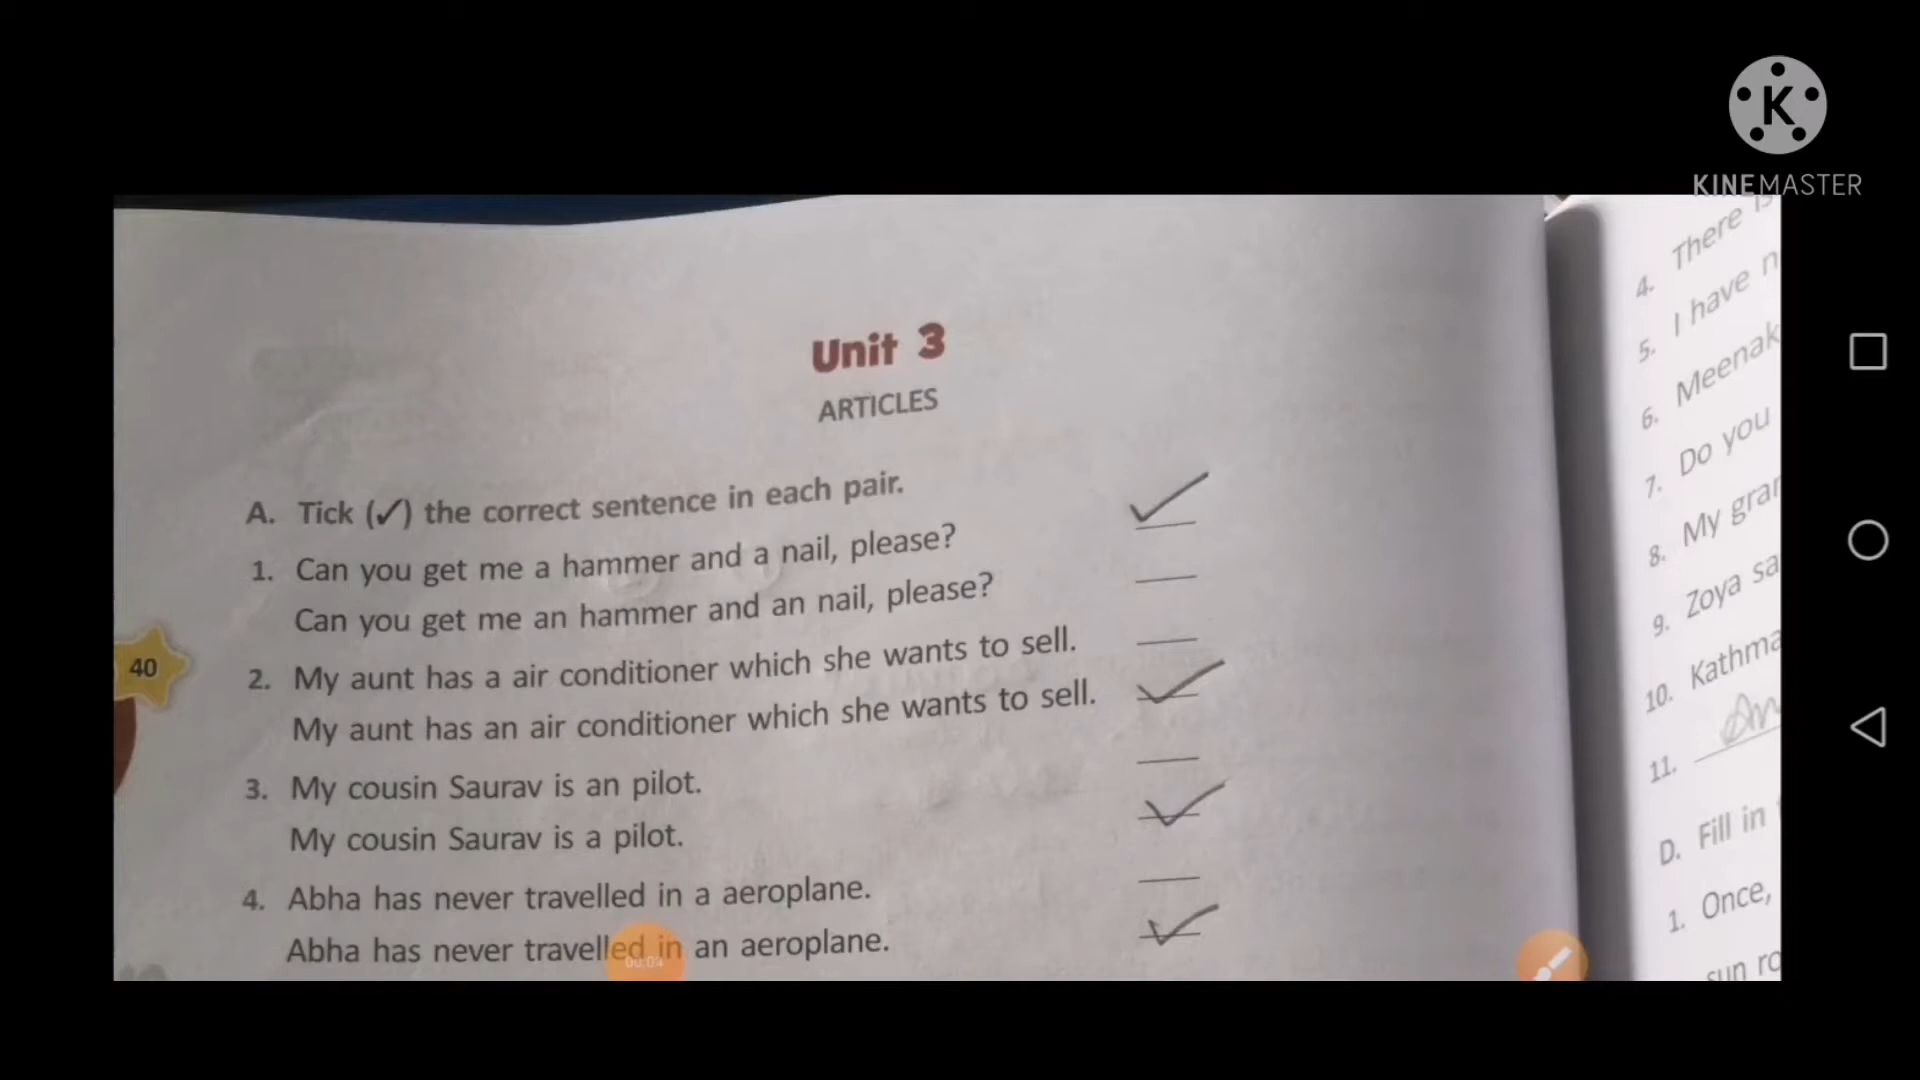 KINEMASTER
Unit 3
ARTICLES
A. Tick (✓) the correct sentence in each pair.
1. Can you get me a hammer and a nail, please?
Can you get me an hammer and an nail, please?
2. My aunt has a air conditioner which she wants to sell.
My aunt has an air conditioner which she wants to sell.
3. My cousin Saurav is an pilot.
My cousin Saurav is a pilot.
4. Abha has never travelled in a aeroplane.
Abha has never travelled in an aeroplane.
40
00:04
4. There is
5. I have
6.
7. Do you
8. My
9. Zoya
10.
11. An
D. Fill in
1. Once,
sun